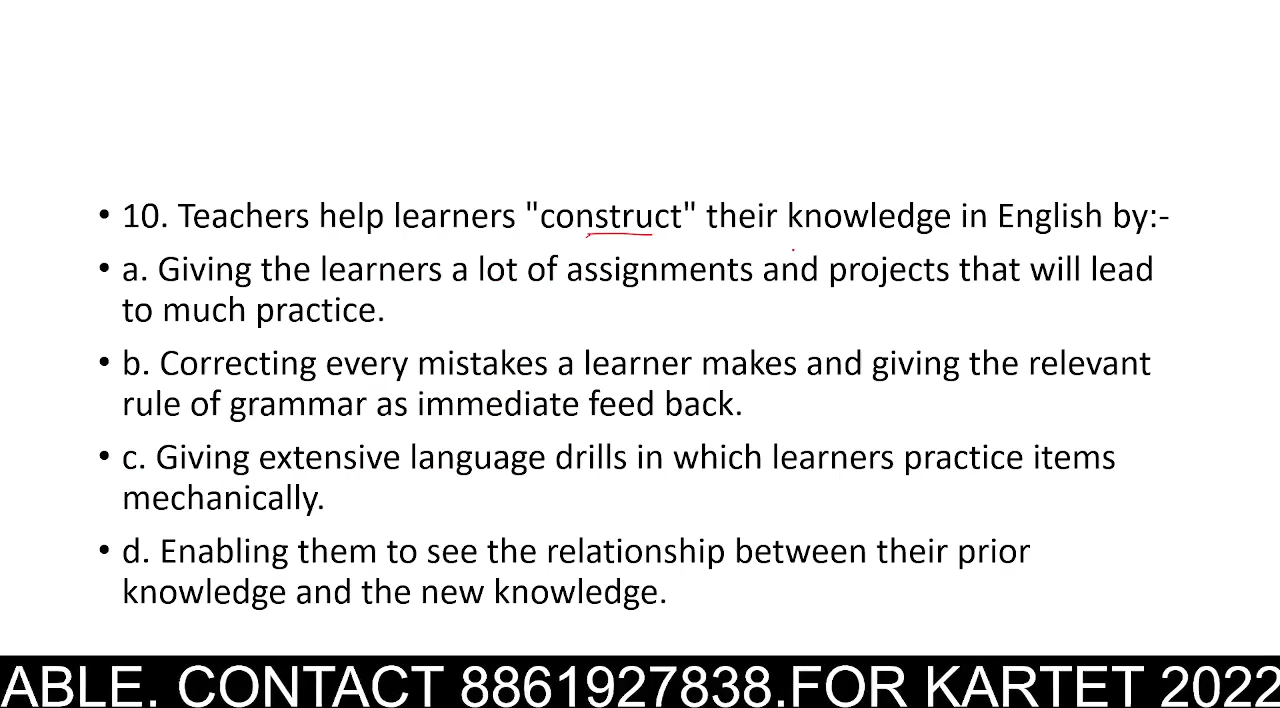 • 10. Teachers help learners "construct" their knowledge in English by:-
• a. Giving the learners a lot of assignments and projects that will lead
to much practice.
• b. Correcting every mistakes a learner makes and giving the relevant
rule of grammar as immediate feed back.
• c. Giving extensive language drills in which learners practice items
mechanically.
• d. Enabling them to see the relationship between their prior
knowledge and the new knowledge.
ABLE. CONTACT 8861927838.FOR KARTET 2022